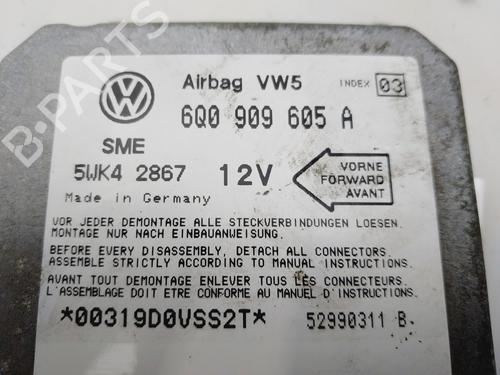 B-PARTS
Airbag VW5
INDEX 03
6Q0 909 605 A
SME
5WK4 2867
12V
VORNE
FORWARD
AVANT
Made in Germany
VOR JEDER DEMONTAGE ALLE STECKVERBINDUNGEN LOESEN.
MONTAGE NUR NACH EINBAUANWEISUNG.
BEFORE EVERY DISASSEMBLY, DETACH ALL CONNECTORS.
ASSEMBLE STRICTLY ACCORDING TO MANUAL INSTRUCTIONS.
AVANT TOUT DEMONTAGE ENLEVER TOUS LES CONNECTEURS.
L'ASSEMBLAGE DOIT ETRE CONFORME AU MANUEL D'INSTRUCTIONS.
*00319D0VSS2T*
52990311 B.